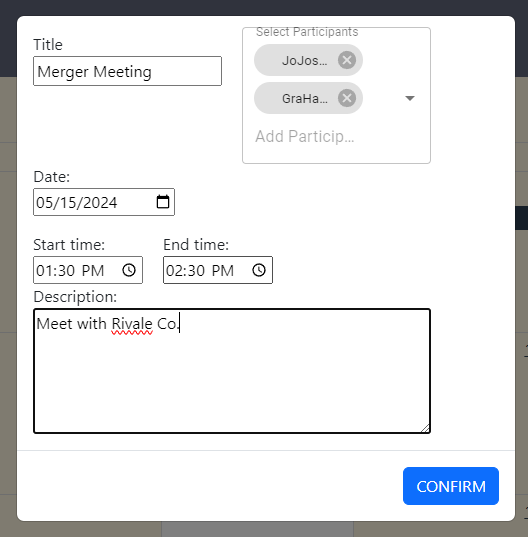 Title
Merger Meeting
Select Participants
JoJos...
GraHa...
Add Particip...
Date:
05/15/2024
Start time:
End time:
01:30 PM
02:30 PM
Description:
Meet with Rivale Co.
CONFIRM